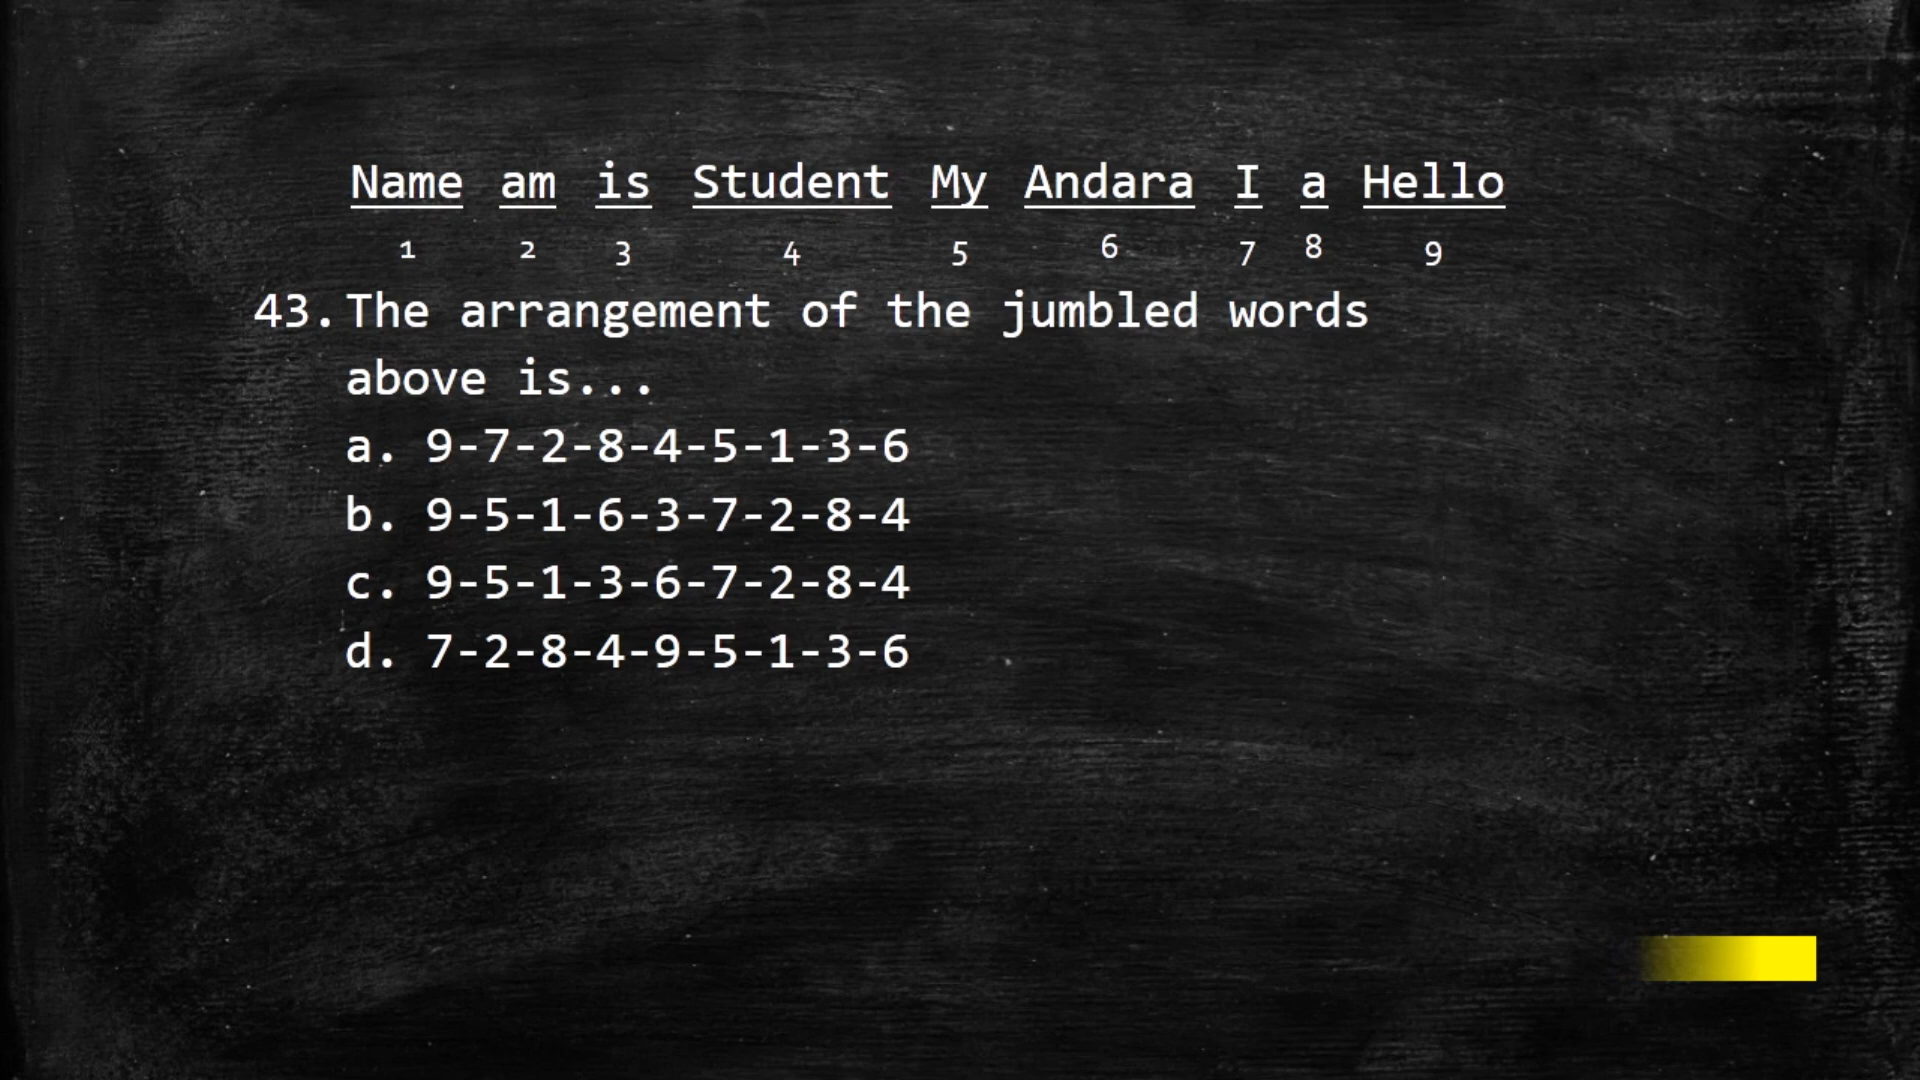 Name am is Student My Andara I a Hello
1 2 3 4 5 6 7 8 9
43. The arrangement of the jumbled words
above is...
a. 9-7-2-8-4-5-1-3-6
b. 9-5-1-6-3-7-2-8-4
c. 9-5-1-3-6-7-2-8-4
d. 7-2-8-4-9-5-1-3-6